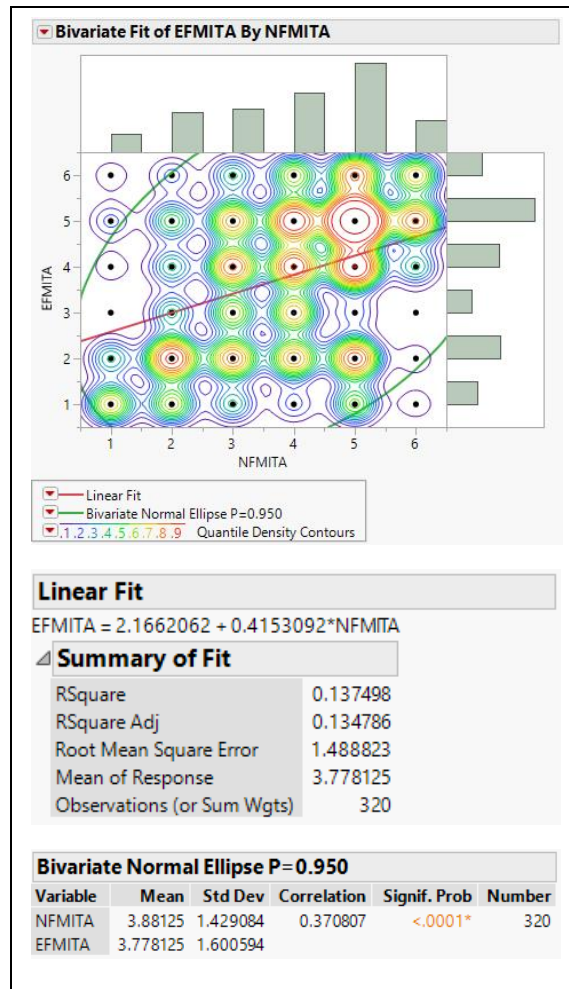 Bivariate Fit of EFMITA By NFMITA
6
5
4
3
2
1
EFMITA
1 2 3 4 5 6
NFMITA
Linear Fit
Bivariate Normal Ellipse P=0.950
.1.2.3.4.5.6.7.8.9 Quantile Density Contours
Linear Fit
EFMITA = 2.1662062 + 0.4153092*NFMITA
Summary of Fit
RSquare 0.137498
RSquare Adj 0.134786
Root Mean Square Error 1.488823
Mean of Response 3.778125
Observations (or Sum Wgts) 320
Bivariate Normal Ellipse P=0.950
Variable Mean Std Dev Correlation Signif. Prob Number
NFMITA 3.88125 1.429084 0.370807 <.0001* 320
EFMITA 3.778125 1.600594